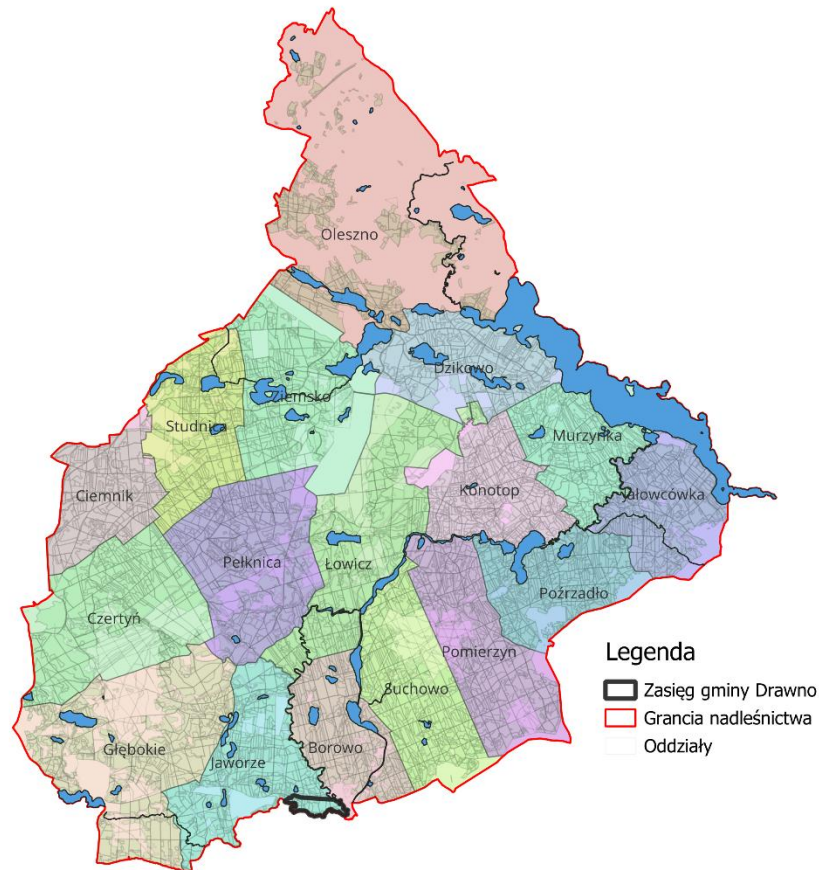 Oleszno
Dzikowo
Ziemsko
Studnica
Murzynka
Ciemnik
Konotop
Jałowcówka
Pełknica
Łowicz
Poźrzadło
Czertyń
Pomierzyn
Suchowo
Głębokie
Jaworze
Borowo
Legenda
Zasięg gminy Drawno
Grancia nadleśnictwa
Oddziały